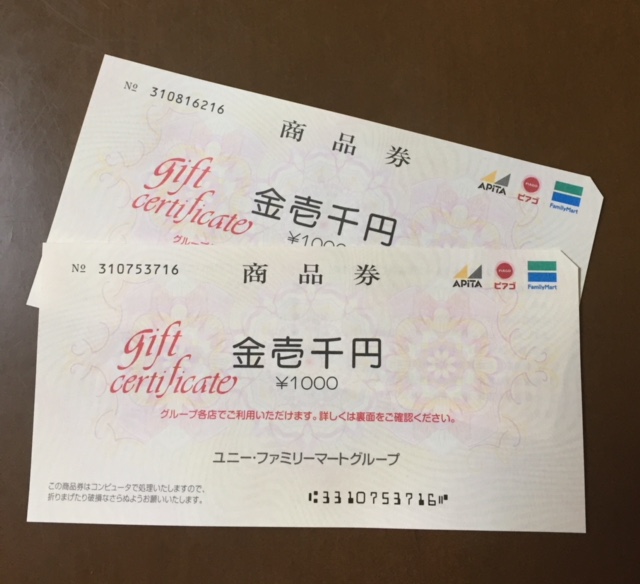 № 310816216
商品券
APiTA
ピアゴ
FamilyMart
gift
certificate
金壱千円
¥1000
グループ
№ 310753716
商品券
APiTA
ピアゴ
FamilyMart
gift
certificate
金壱千円
¥1000
グループ各店でご利用いただけます。詳しくは裏面をご確認ください。
ユニー・ファミリーマートグループ
この商品券はコンピュータで処理いたしますので、
折りまげたり破損なさらぬようお願いいたします。
⑆3310753716⑈